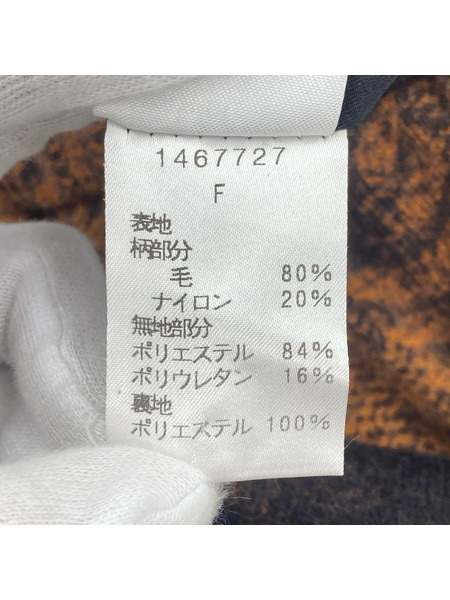 1467727
F
表地
柄部分
毛 80%
ナイロン 20%
無地部分
ポリエステル 84%
ポリウレタン 16%
裏地
ポリエステル 100%